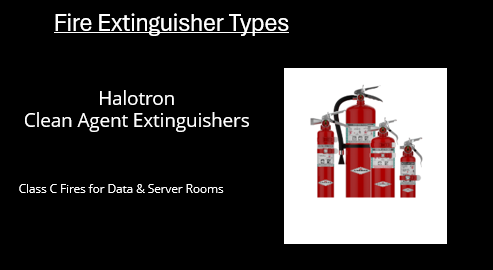 Fire Extinguisher Types
Halotron
Clean Agent Extinguishers
Class C Fires for Data & Server Rooms